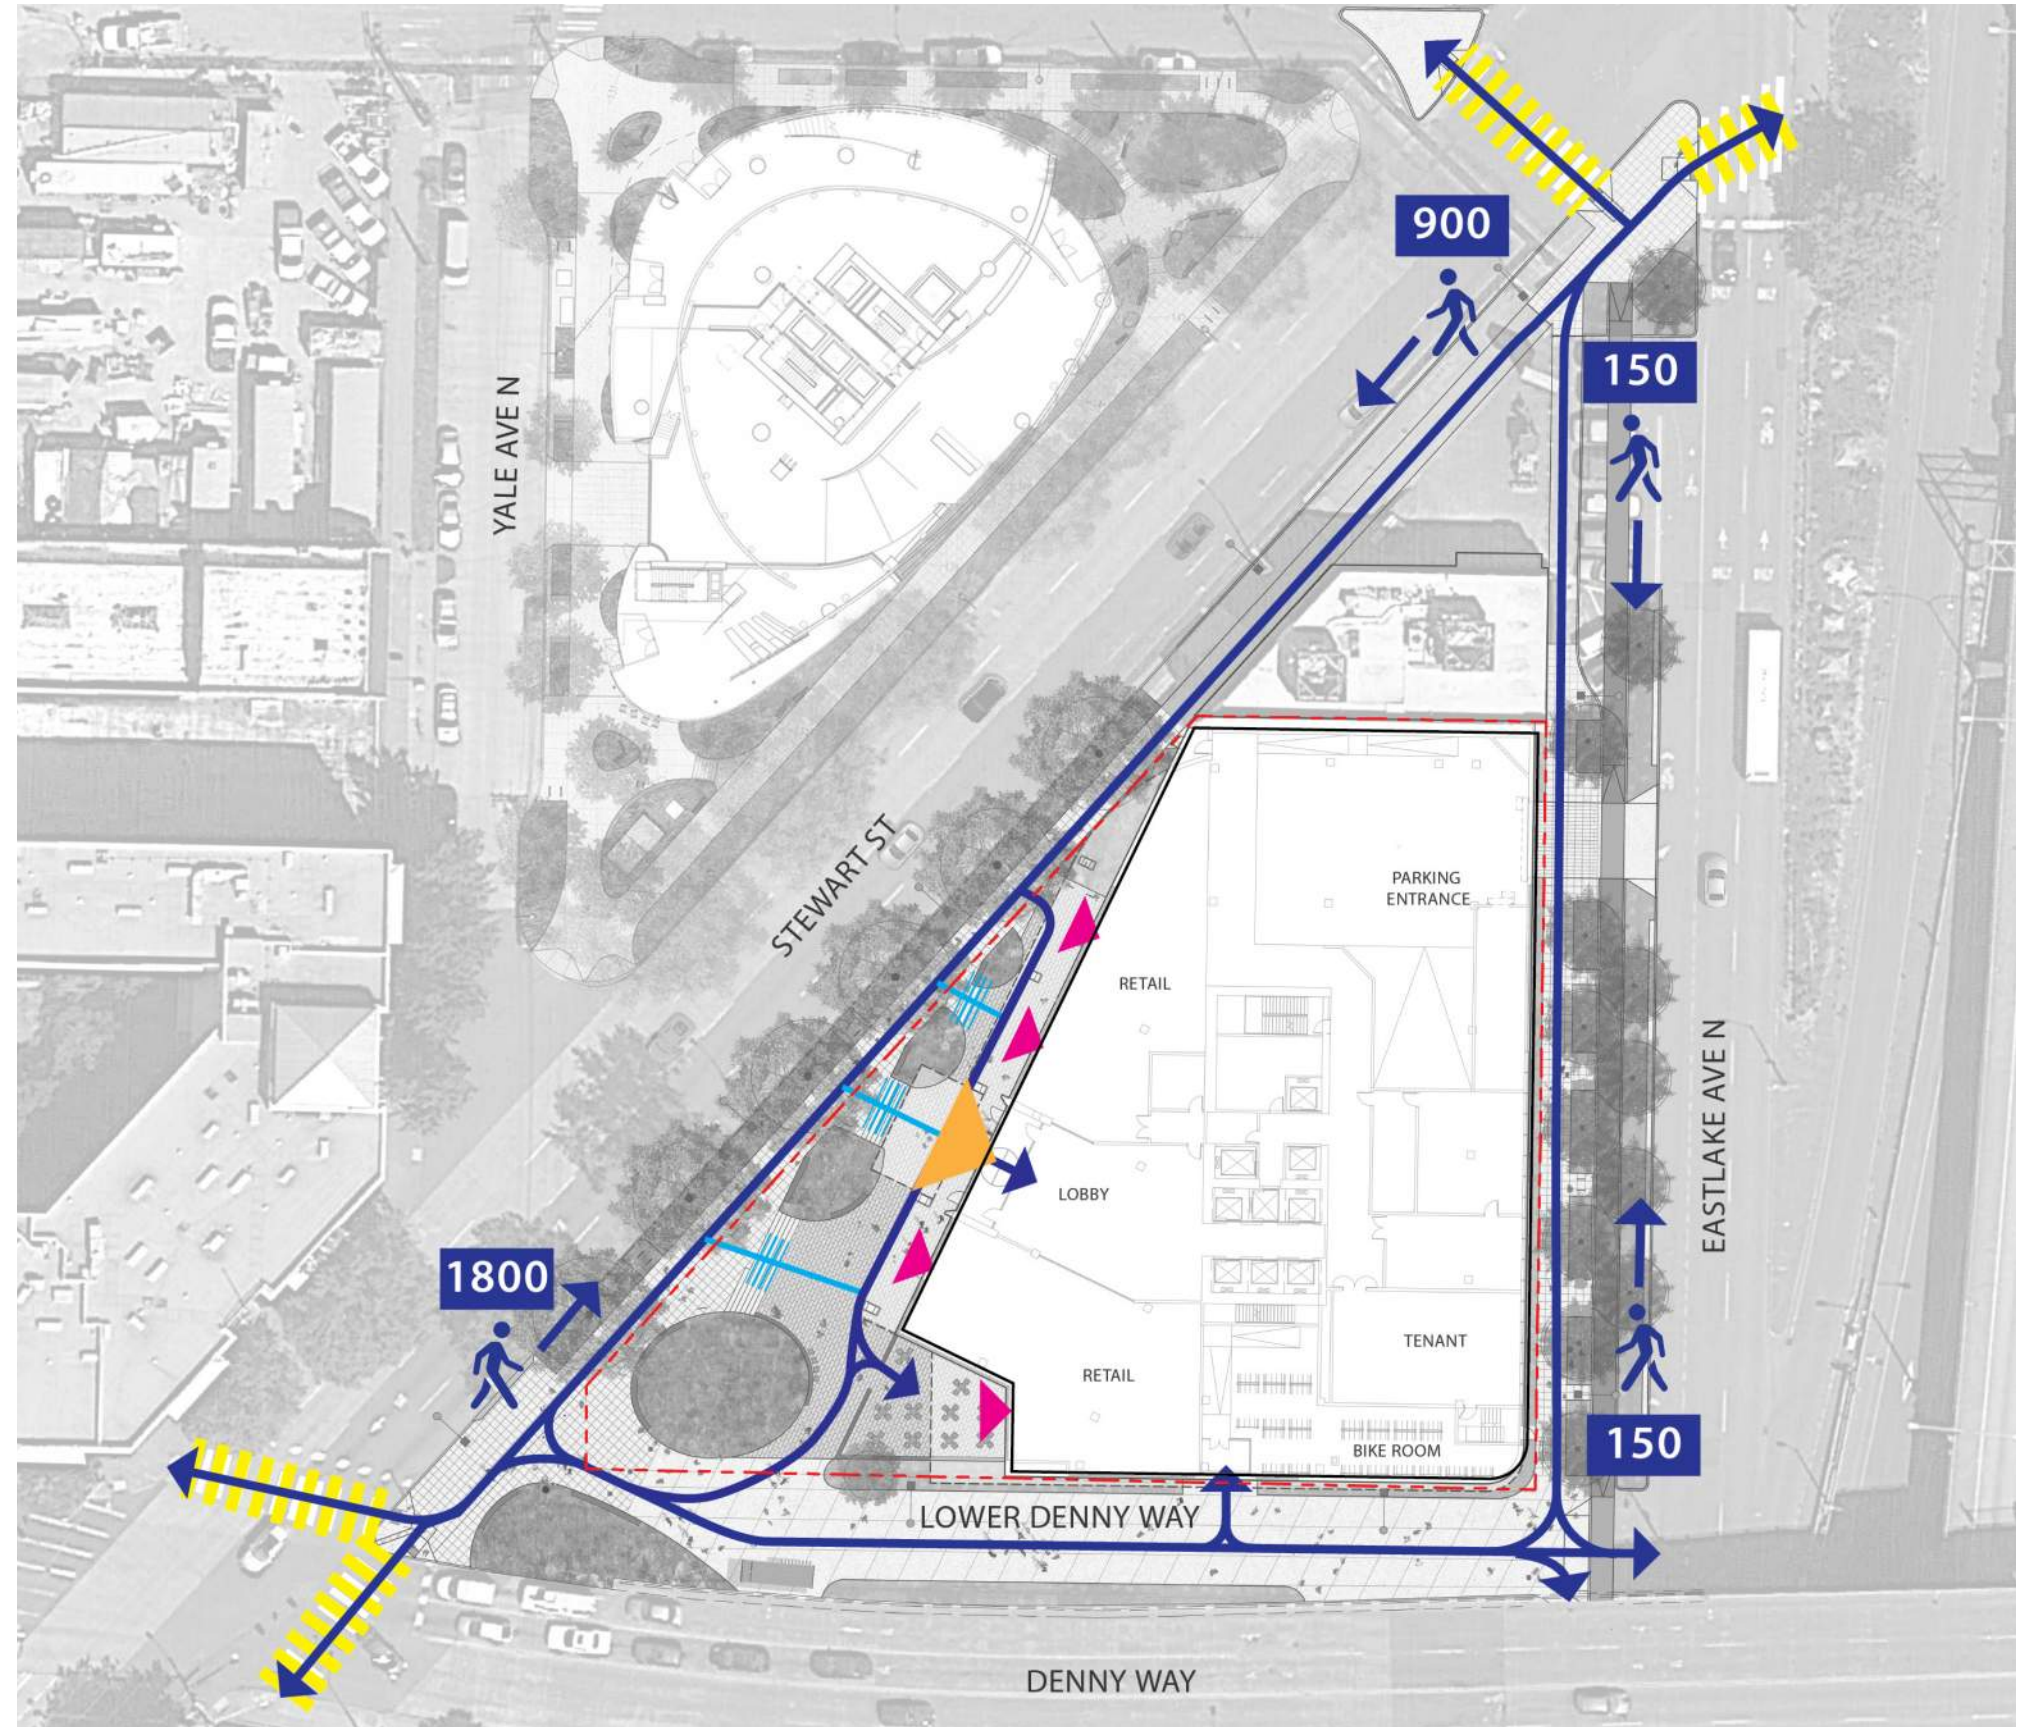 900
150
YALE AVE N
STEWART ST
PARKING
ENTRANCE
RETAIL
LOBBY
EASTLAKE AVE N
1800
TENANT
RETAIL
150
BIKE ROOM
LOWER DENNY WAY
DENNY WAY